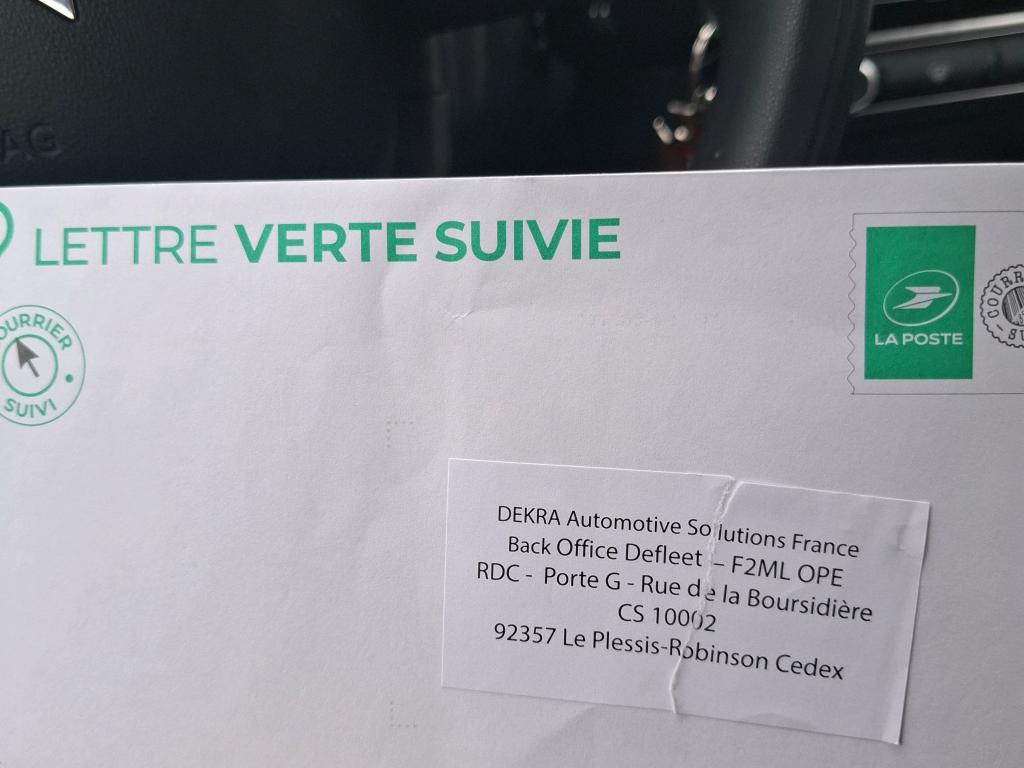 AG
LETTRE VERTE SUIVIE
COURRIER
SUIVI
LA POSTE
DEKRA Automotive Solutions France
Back Office Defleet – F2ML OPE
RDC - Porte G - Rue de la Boursidière
CS 10002
92357 Le Plessis-Robinson Cedex